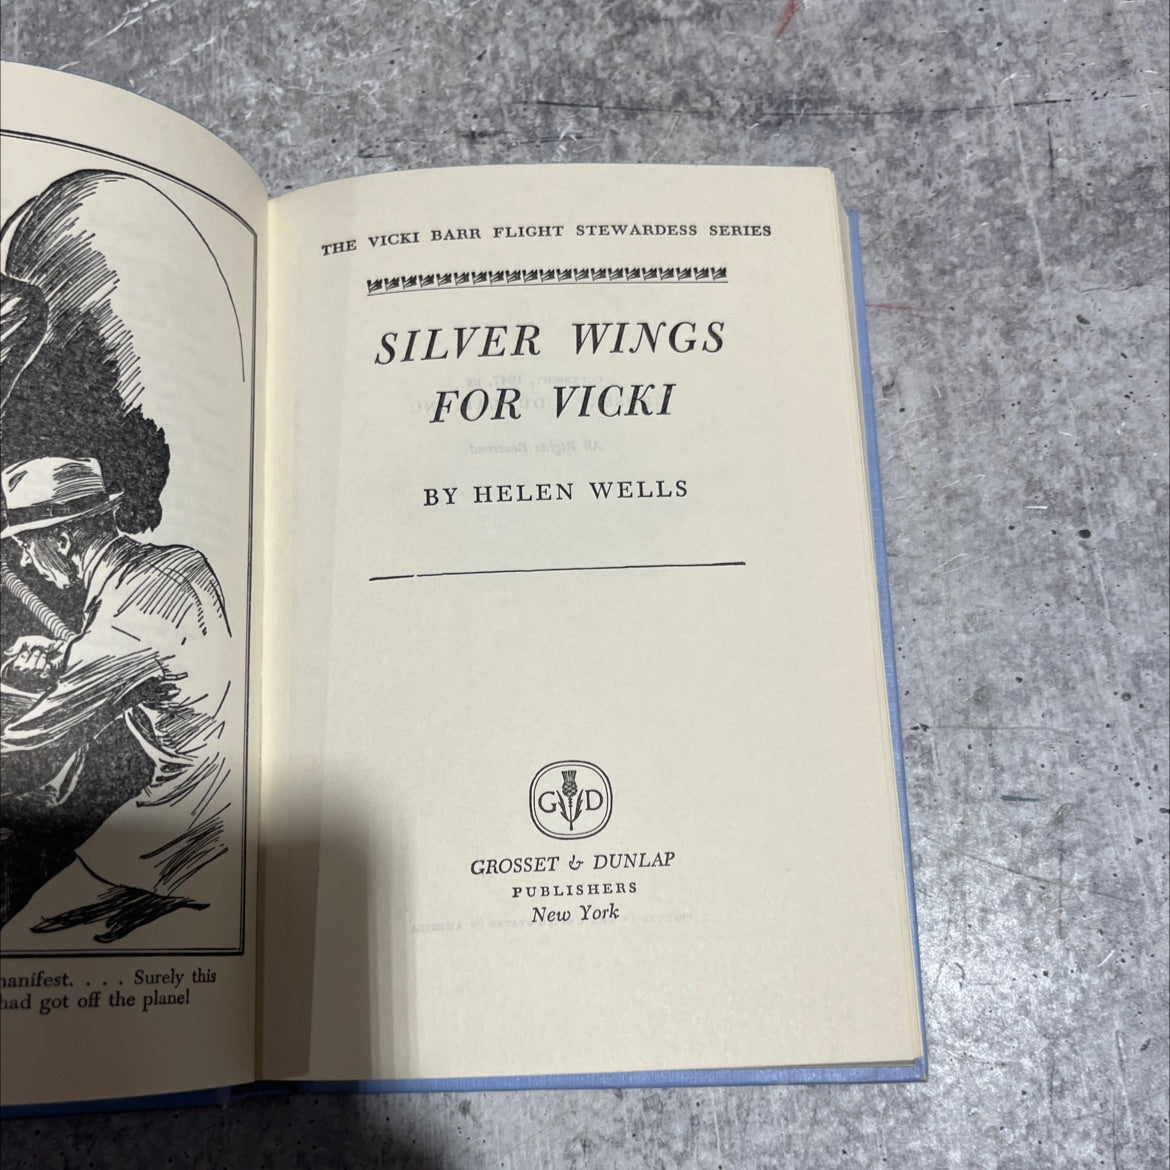 THE VICKI BARR FLIGHT STEWARDESS SERIES
SILVER WINGS
FOR VICKI
BY HELEN WELLS
G D
GROSSET & DUNLAP
PUBLISHERS
New York
manifest. . . . Surely this
had got off the plane!